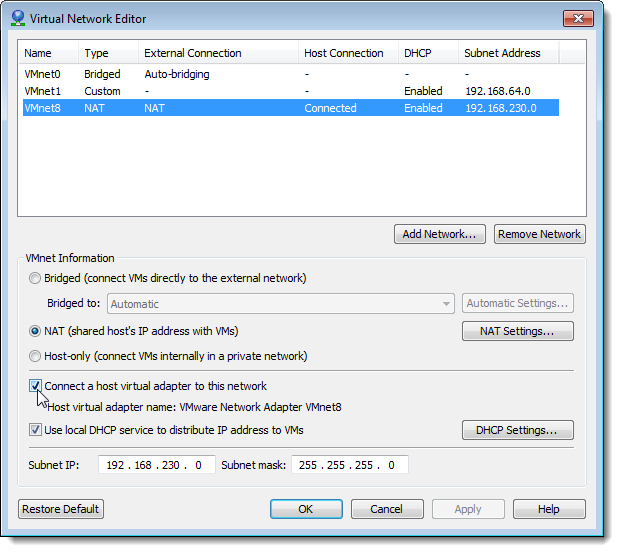 Virtual Network Editor
Name Type External Connection Host Connection DHCP Subnet Address
VMnet0 Bridged Auto-bridging - - -
VMnet1 Custom - - Enabled 192.168.64.0
VMnet8 NAT NAT Connected Enabled 192.168.230.0
Add Network... Remove Network
VMnet Information
Bridged (connect VMs directly to the external network)
Bridged to: Automatic Automatic Settings...
NAT (shared host's IP address with VMs) NAT Settings...
Host-only (connect VMs internally in a private network)
Connect a host virtual adapter to this network
Host virtual adapter name: VMware Network Adapter VMnet8
Use local DHCP service to distribute IP address to VMs DHCP Settings...
Subnet IP: 192 . 168 . 230 . 0 Subnet mask: 255 . 255 . 255 . 0
Restore Default OK Cancel Apply Help